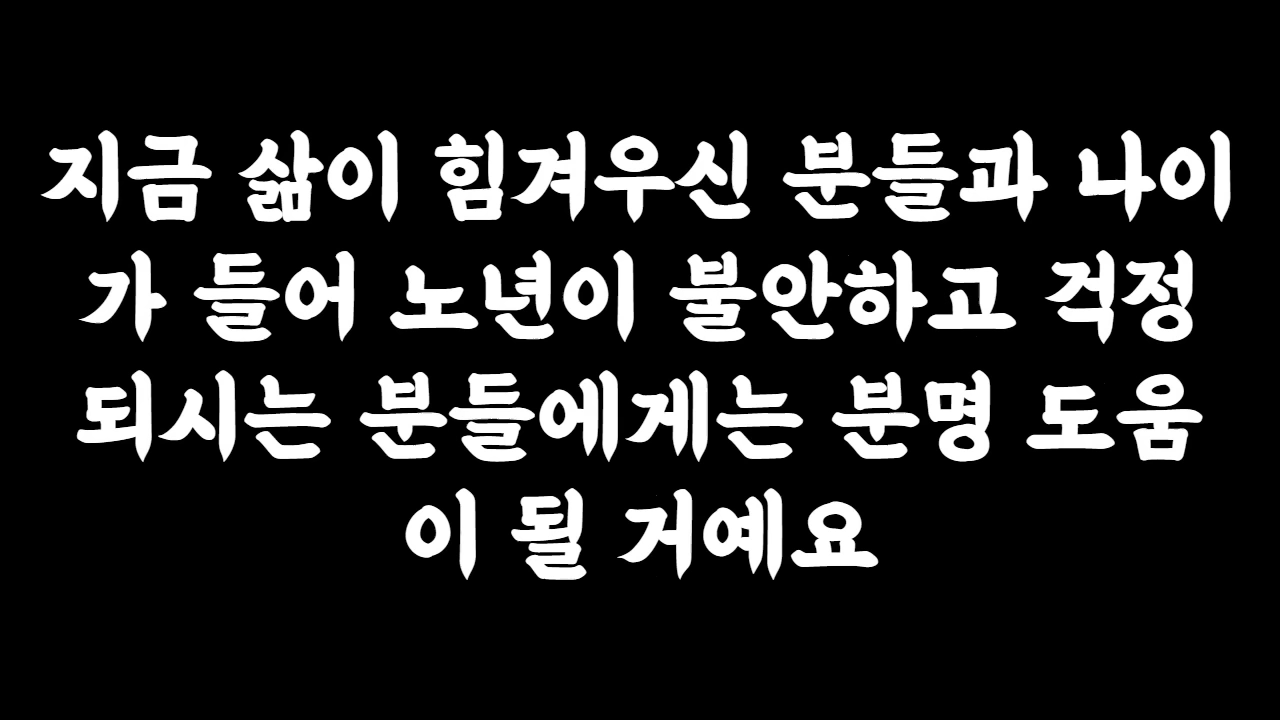 지금 삶이 힘겨우신 분들과 나이
가 들어 노년이 불안하고 걱정
되시는 분들에게는 분명 도움
이 될 거예요